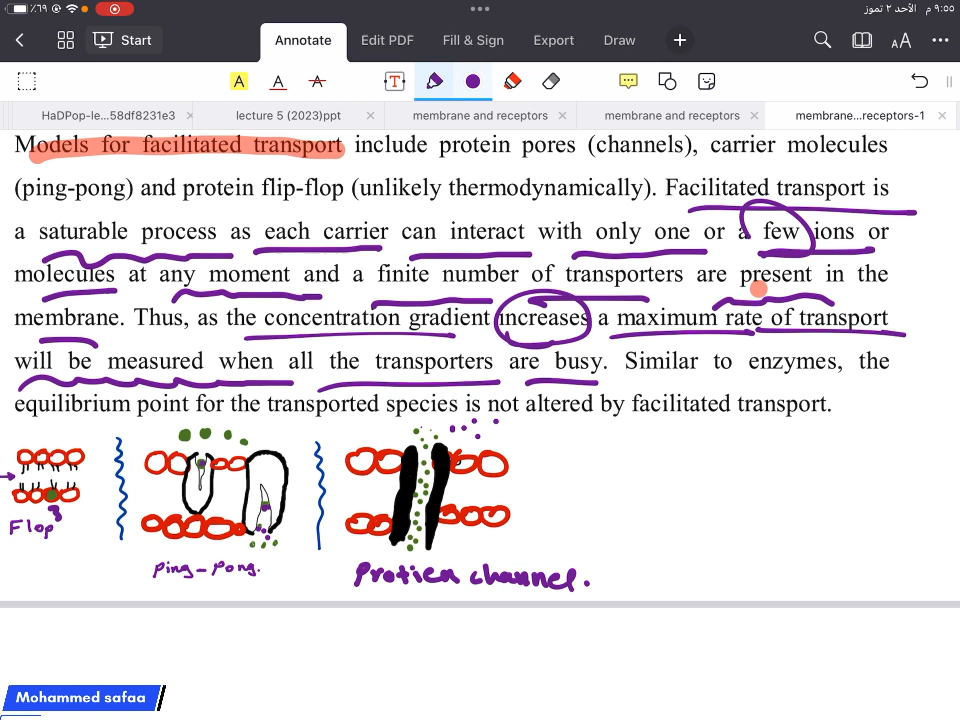 ٪٦٩ ٩:٥٥ م الأحد ٢ تموز
Start Annotate Edit PDF Fill & Sign Export Draw
A A A T AA
HaDPop-le...58df8231e3 lecture 5 (2023)ppt membrane and receptors membrane and receptors membrane...receptors-1
Models for facilitated transport include protein pores (channels), carrier molecules
(ping-pong) and protein flip-flop (unlikely thermodynamically). Facilitated transport is
a saturable process as each carrier can interact with only one or a few ions or
molecules at any moment and a finite number of transporters are present in the
membrane. Thus, as the concentration gradient increases a maximum rate of transport
will be measured when all the transporters are busy. Similar to enzymes, the
equilibrium point for the transported species is not altered by facilitated transport.
Flop
Ping-Pong.
Protien channel.
Mohammed safaa